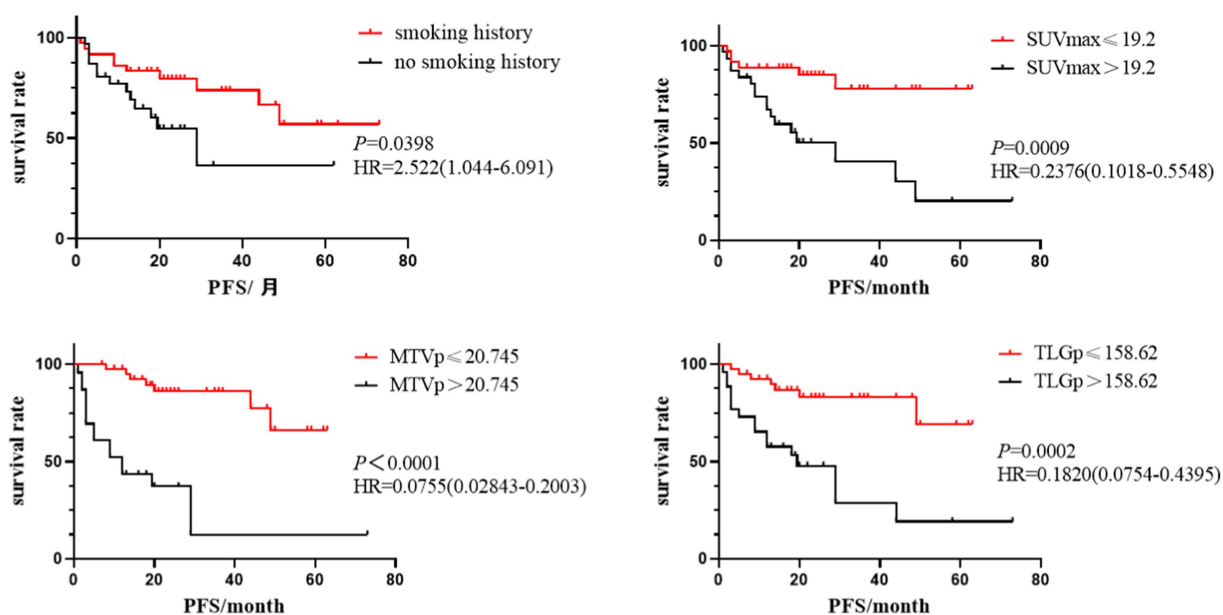 smoking history
no smoking history
P=0.0398
HR=2.522(1.044-6.091)
survival rate
100
50
0
0 20 40 60 80
PFS/ 月
SUVmax⩽19.2
SUVmax>19.2
P=0.0009
HR=0.2376(0.1018-0.5548)
survival rate
100
50
0
0 20 40 60 80
PFS/month
MTVp⩽20.745
MTVp>20.745
P<0.0001
HR=0.0755(0.02843-0.2003)
survival rate
100
50
0
0 20 40 60 80
PFS/month
TLGp⩽158.62
TLGp>158.62
P=0.0002
HR=0.1820(0.0754-0.4395)
survival rate
100
50
0
0 20 40 60 80
PFS/month